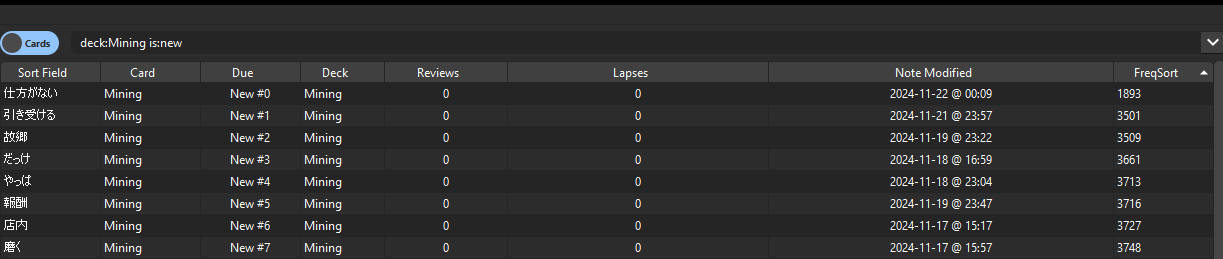 Cards deck:Mining is:new
Sort Field Card Due Deck Reviews Lapses Note Modified FreqSort
仕方がない Mining New #0 Mining 0 0 2024-11-22 @ 00:09 1893
引き受ける Mining New #1 Mining 0 0 2024-11-21 @ 23:57 3501
故郷 Mining New #2 Mining 0 0 2024-11-19 @ 23:22 3509
だっけ Mining New #3 Mining 0 0 2024-11-18 @ 16:59 3661
やっぱ Mining New #4 Mining 0 0 2024-11-18 @ 23:04 3713
報酬 Mining New #5 Mining 0 0 2024-11-19 @ 23:47 3716
店内 Mining New #6 Mining 0 0 2024-11-17 @ 15:17 3727
磨く Mining New #7 Mining 0 0 2024-11-17 @ 15:57 3748